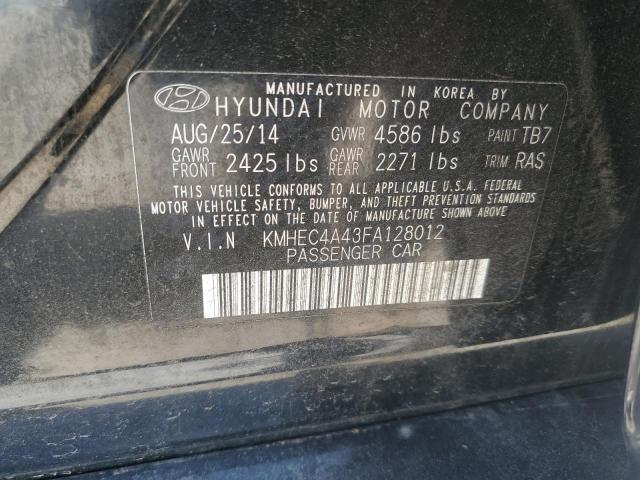 MANUFACTURED IN KOREA BY
HYUNDAI MOTOR COMPANY
AUG/25/14 GVWR 4586 lbs PAINT TB7
GAWR FRONT 2425 lbs GAWR REAR 2271 lbs TRIM RAS
THIS VEHICLE CONFORMS TO ALL APPLICABLE U.S.A. FEDERAL
MOTOR VEHICLE SAFETY, BUMPER, AND THEFT PREVENTION STANDARDS
IN EFFECT ON THE DATE OF MANUFACTURE SHOWN ABOVE
V.I.N KMHEC4A43FA128012
PASSENGER CAR